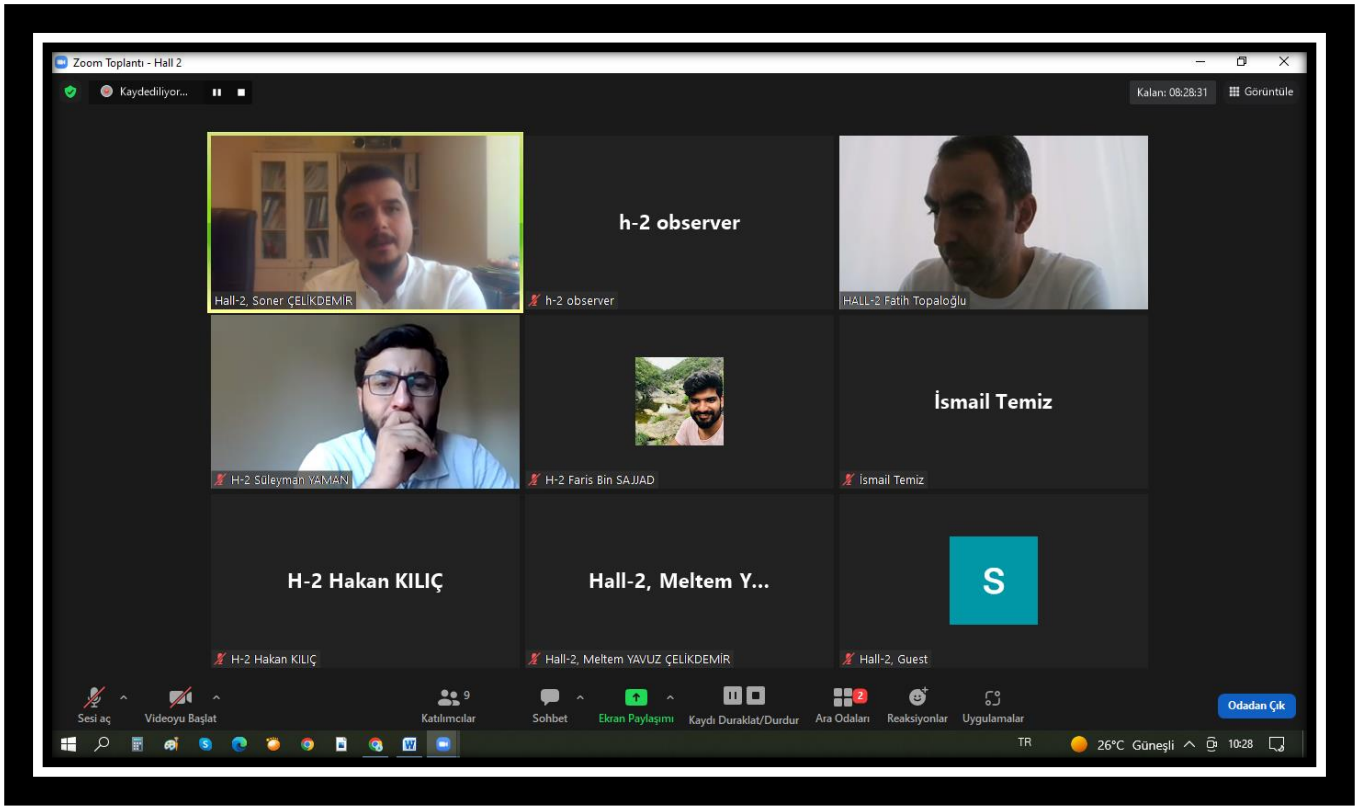 Zoom Toplantı - Hall 2
Kaydediliyor...
Kalan: 08:28:31
Görüntüle
Hall-2, Soner ÇELİKDEMİR
h-2 observer
h-2 observer
HALL-2 Fatih Topaloğlu
H-2 Süleyman YAMAN
H-2 Faris Bin SAJJAD
İsmail Temiz
İsmail Temiz
H-2 Hakan KILIÇ
H-2 Hakan KILIÇ
Hall-2, Meltem Y...
Hall-2, Meltem YAVUZ ÇELİKDEMİR
S
Hall-2, Guest
Sesi aç
Videoyu Başlat
9
Katılımcılar
Sohbet
Ekran Paylaşımı
Kaydı Duraklat/Durdur
2
Ara Odaları
Reaksiyonlar
Uygulamalar
Odadan Çık
TR
26°C Güneşli
10:28